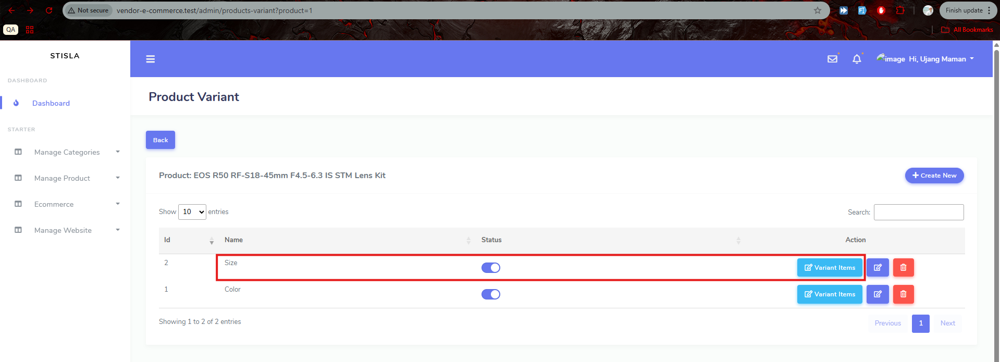 Not secure vendor-e-commerce.test/admin/products-variant?product=1 Finish update
QA All Bookmarks
STISLA
image Hi, Ujang Maman
DASHBOARD
Dashboard
STARTER
Manage Categories
Manage Product
Ecommerce
Manage Website
Product Variant
Back
Product: EOS R50 RF-S18-45mm F4.5-6.3 IS STM Lens Kit
Create New
Show 10 entries Search:
Id Name Status Action
2 Size Variant Items
1 Color Variant Items
Showing 1 to 2 of 2 entries Previous 1 Next